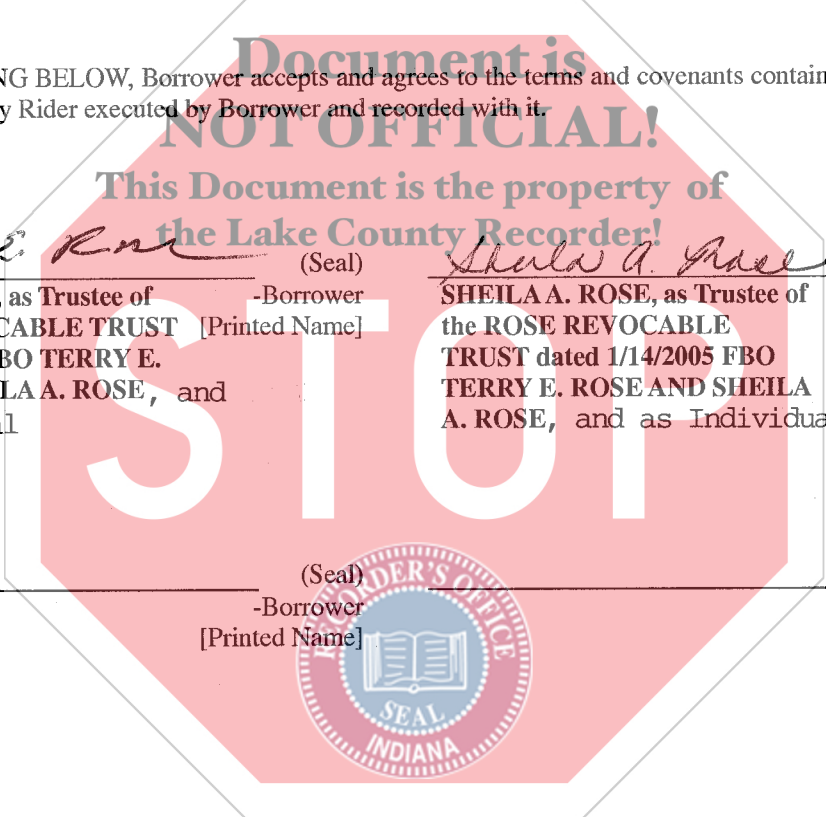 Document is
NG BELOW, Borrower accepts and agrees to the terms and covenants contain
y Rider executed by Borrower and recorded with it.
NOT OFFICIAL!
This Document is the property of
the Lake County Recorder!
E. Rose
(Seal)
Sheila A. Rose
, as Trustee of
-Borrower
CABLE TRUST
[Printed Name]
BO TERRY E.
LA A. ROSE, and
al
SHEILA A. ROSE, as Trustee of
the ROSE REVOCABLE
TRUST dated 1/14/2005 FBO
TERRY E. ROSE AND SHEILA
A. ROSE, and as Individua
STOP
(Seal)
-Borrower
[Printed Name]
RECORDER'S OFFICE
SEAL
INDIANA